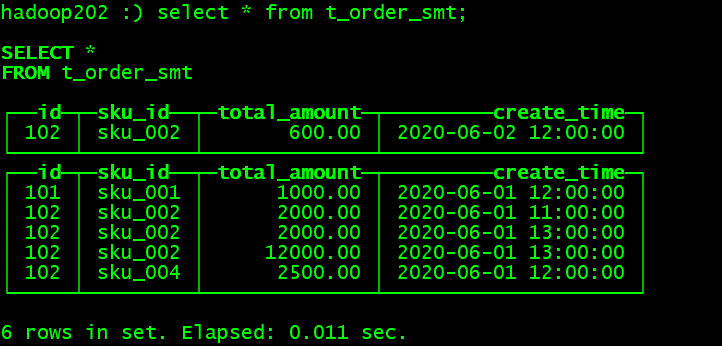 hadoop202 :) select * from t_order_smt;
SELECT *
FROM t_order_smt
id sku_id total_amount create_time
102 sku_002 600.00 2020-06-02 12:00:00
id sku_id total_amount create_time
101 sku_001 1000.00 2020-06-01 12:00:00
102 sku_002 2000.00 2020-06-01 11:00:00
102 sku_002 2000.00 2020-06-01 13:00:00
102 sku_002 12000.00 2020-06-01 13:00:00
102 sku_004 2500.00 2020-06-01 12:00:00
6 rows in set. Elapsed: 0.011 sec.